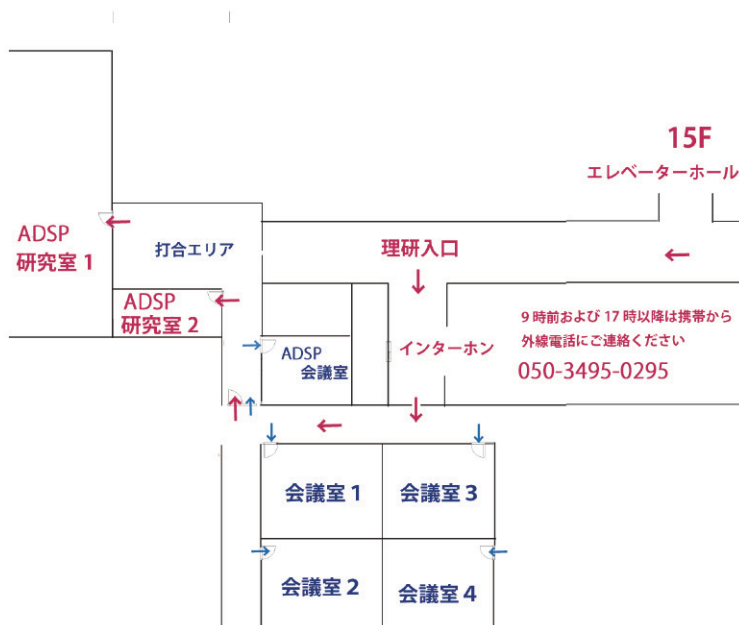 15F
エレベーターホール
理研入口
ADSP
研究室 1
打合エリア
ADSP
研究室 2
9 時前および 17 時以降は携帯から
外線電話にご連絡ください
050-3495-0295
インターホン
ADSP
会議室
会議室 1
会議室 3
会議室 2
会議室 4